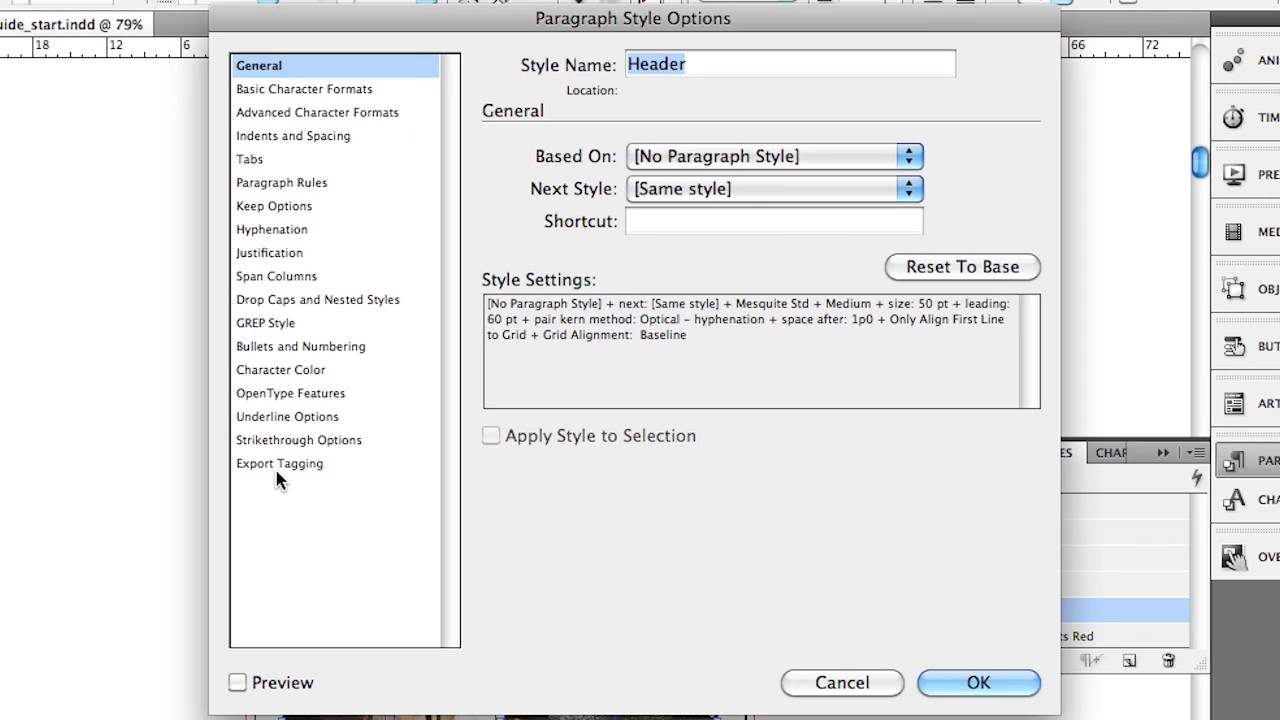 uide_start.indd @ 79%
Paragraph Style Options
18
12
6
66
72
General
Basic Character Formats
Advanced Character Formats
Indents and Spacing
Tabs
Paragraph Rules
Keep Options
Hyphenation
Justification
Span Columns
Drop Caps and Nested Styles
GREP Style
Bullets and Numbering
Character Color
OpenType Features
Underline Options
Strikethrough Options
Export Tagging
Style Name: Header
Location:
General
Based On: [No Paragraph Style]
Next Style: [Same style]
Shortcut:
Reset To Base
Style Settings:
[No Paragraph Style] + next: [Same style] + Mesquite Std + Medium + size: 50 pt + leading:
60 pt + pair kern method: Optical - hyphenation + space after: 1p0 + Only Align First Line
to Grid + Grid Alignment: Baseline
Apply Style to Selection
Preview
Cancel
OK
ES
CHAR
ts Red
ANI
TIM
PRE
MED
OBJ
BUT
ART
PAR
CHA
OVE